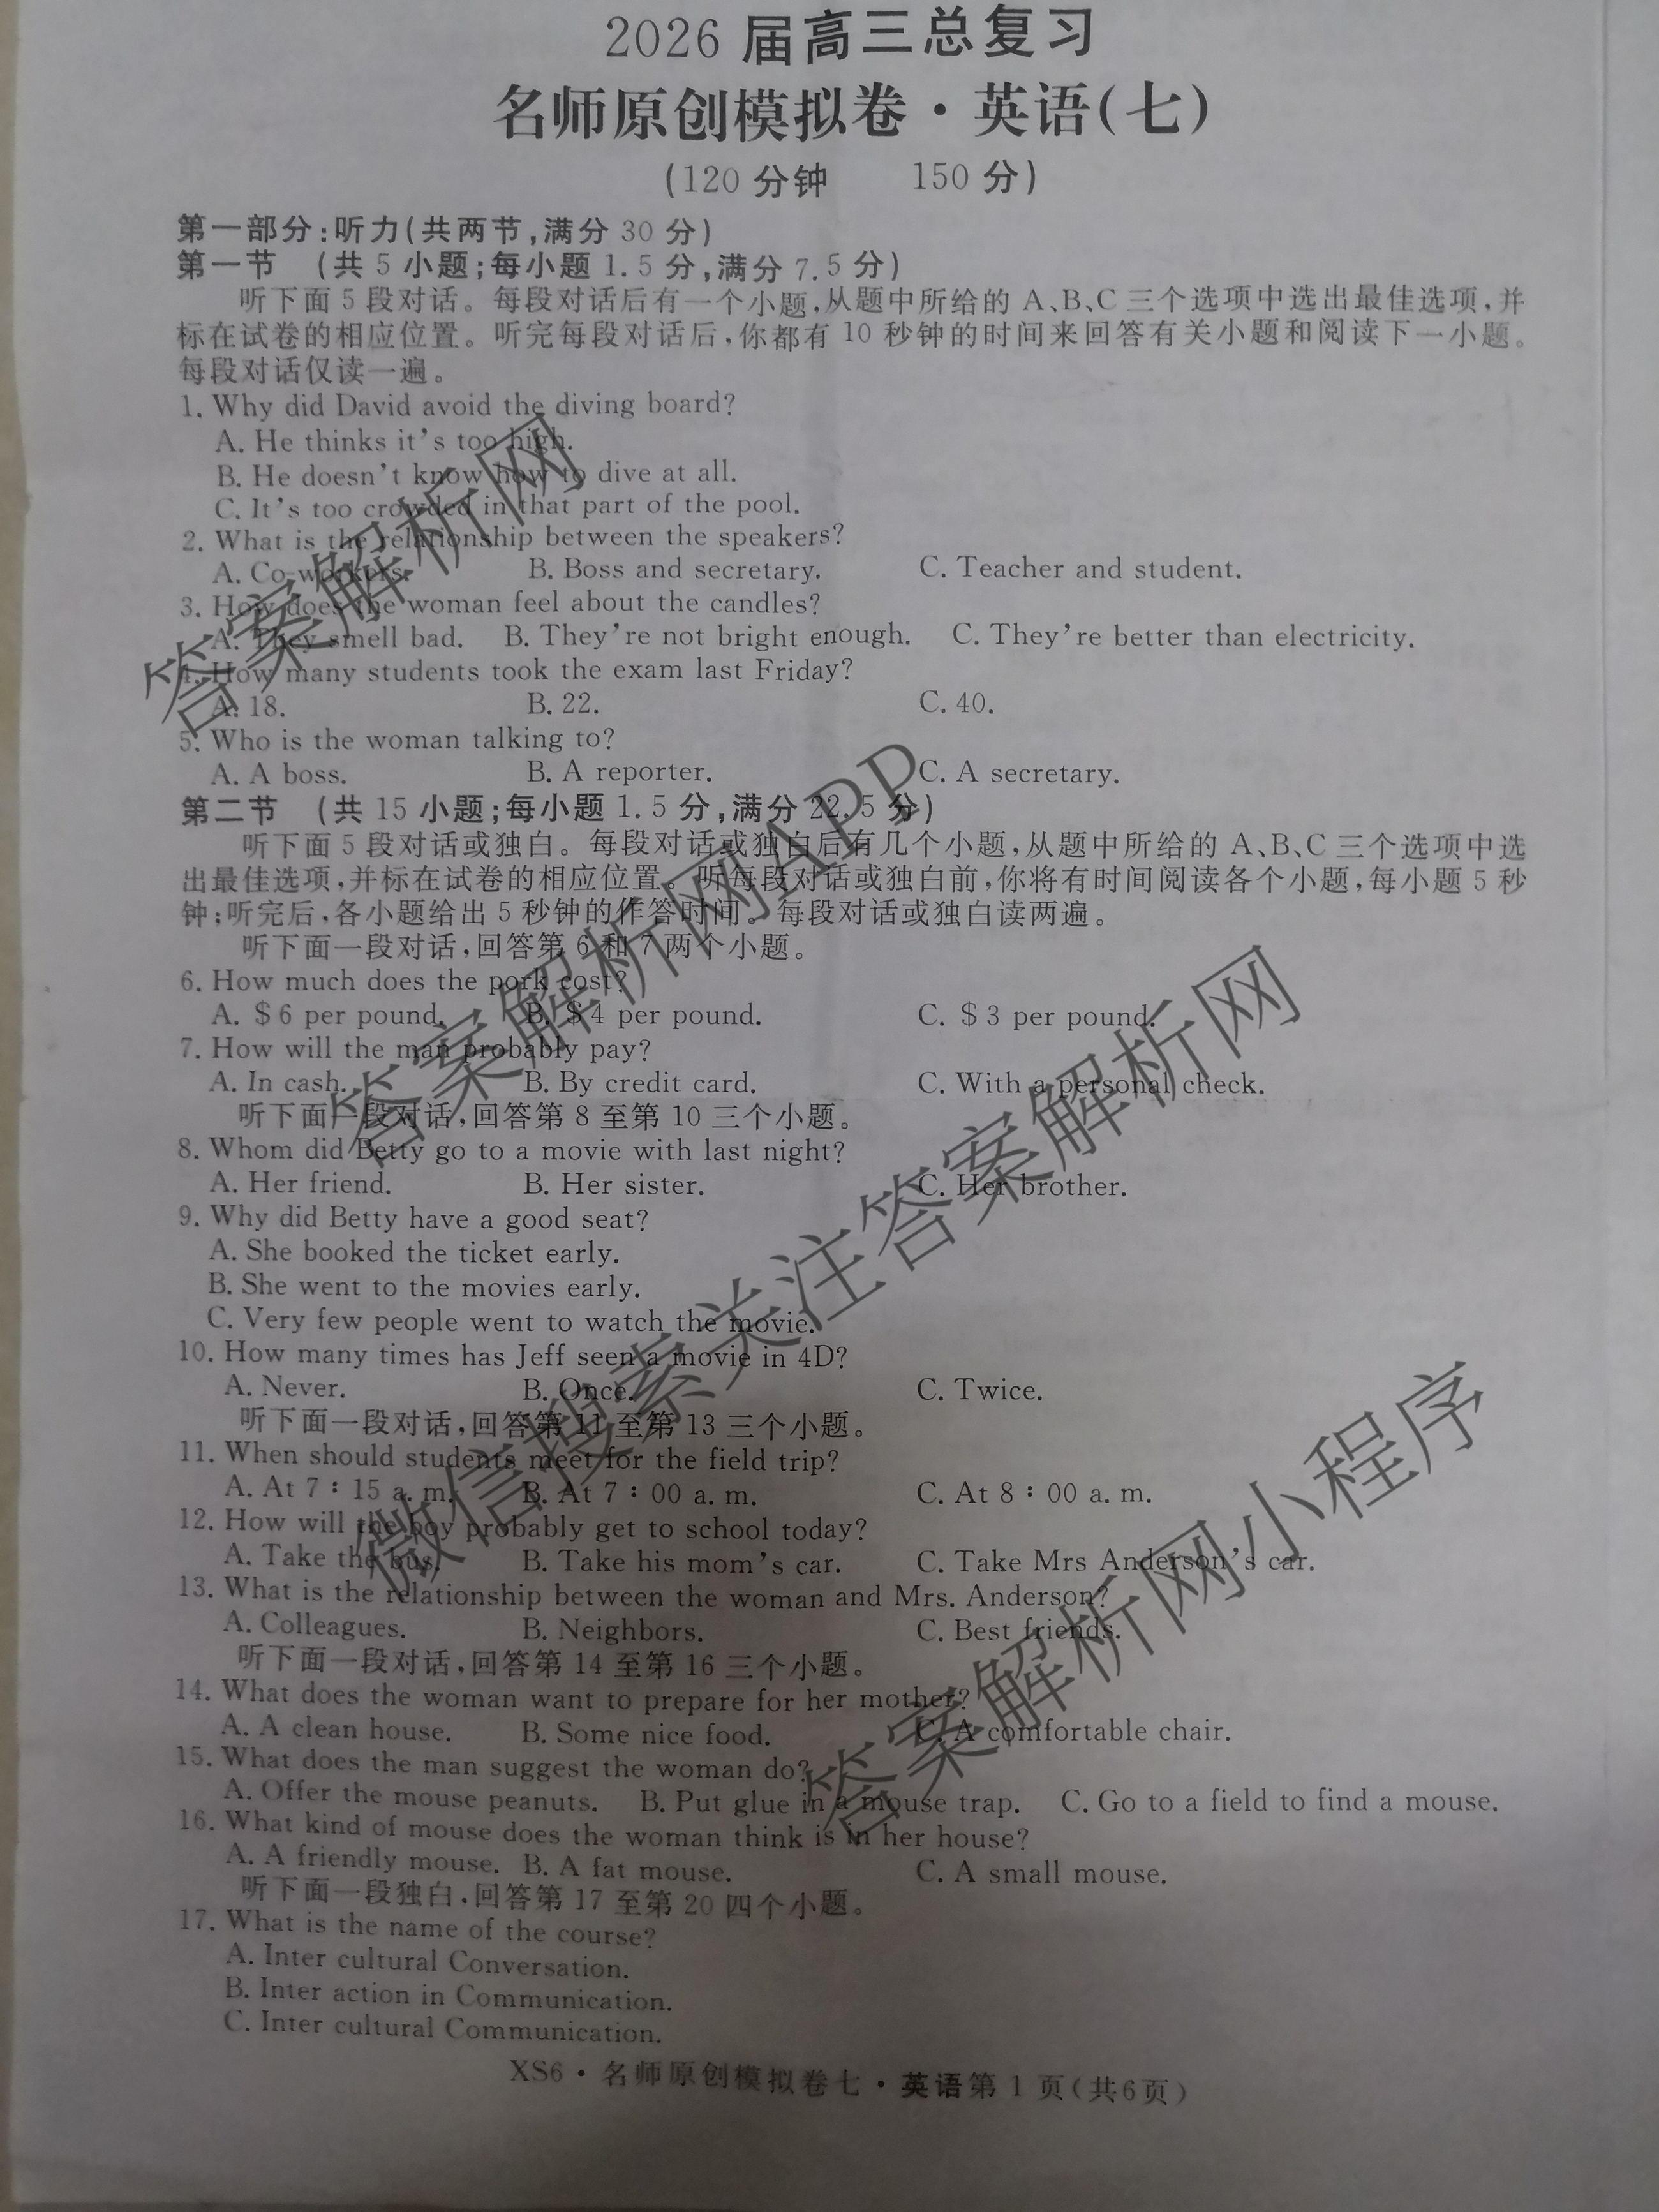 2026 届高三总复习
名师原创模拟卷·英语(七)
(120 分钟 150 分)
第一部分:听力(共两节,满分 30 分)
第一节 (共 5 小题;每小题 1.5 分,满分 7.5 分)
听下面 5 段对话。每段对话后有一个小题,从题中所给的 A、B、C 三个选项中选出最佳选项,并
标在试卷的相应位置。听完每段对话后,你都有 10 秒钟的时间来回答有关小题和阅读下一小题。
每段对话仅读一遍。
1. Why did David avoid the diving board?
A. He thinks it's too high.
B. He doesn't know how to dive at all.
C. It's too crowded in that part of the pool.
2. What is the relationship between the speakers?
A. Co-workers. B. Boss and secretary. C. Teacher and student.
3. How does the woman feel about the candles?
A. They smell bad. B. They're not bright enough. C. They're better than electricity.
4. How many students took the exam last Friday?
A. 18. B. 22. C. 40.
5. Who is the woman talking to?
A. A boss. B. A reporter. C. A secretary.
第二节 (共 15 小题;每小题 1.5 分,满分 22.5 分)
听下面 5 段对话或独白。每段对话或独白后有几个小题,从题中所给的 A、B、C 三个选项中选
出最佳选项,并标在试卷的相应位置。听每段对话或独白前,你将有时间阅读各个小题,每小题 5 秒
钟;听完后,各小题给出 5 秒钟的作答时间。每段对话或独白读两遍。
听下面一段对话,回答第 6 和 7 两个小题。
6. How much does the pork cost?
A. $6 per pound. B. $4 per pound. C. $3 per pound.
7. How will the man probably pay?
A. In cash. B. By credit card. C. With a personal check.
听下面一段对话,回答第 8 至第 10 三个小题。
8. Whom did Betty go to a movie with last night?
A. Her friend. B. Her sister. C. Her brother.
9. Why did Betty have a good seat?
A. She booked the ticket early.
B. She went to the movies early.
C. Very few people went to watch the movie.
10. How many times has Jeff seen a movie in 4D?
A. Never. B. Once. C. Twice.
听下面一段对话,回答第 11 至第 13 三个小题。
11. When should students meet for the field trip?
A. At 7:15 a. m. B. At 7:00 a. m. C. At 8:00 a. m.
12. How will the boy probably get to school today?
A. Take the bus. B. Take his mom's car. C. Take Mrs Anderson's car.
13. What is the relationship between the woman and Mrs. Anderson?
A. Colleagues. B. Neighbors. C. Best friends.
听下面一段对话,回答第 14 至第 16 三个小题。
14. What does the woman want to prepare for her mother?
A. A clean house. B. Some nice food. C. A comfortable chair.
15. What does the man suggest the woman do?
A. Offer the mouse peanuts. B. Put glue in a mouse trap. C. Go to a field to find a mouse.
16. What kind of mouse does the woman think is in her house?
A. A friendly mouse. B. A fat mouse. C. A small mouse.
听下面一段独白,回答第 17 至第 20 四个小题。
17. What is the name of the course?
A. Inter cultural Conversation.
B. Inter action in Communication.
C. Inter cultural Communication.
XS6·名师原创模拟卷七·英语第 1 页(共6页)
答案解析网
答案解析网APP
微信搜索关注答案解析网
答案解析网小程序